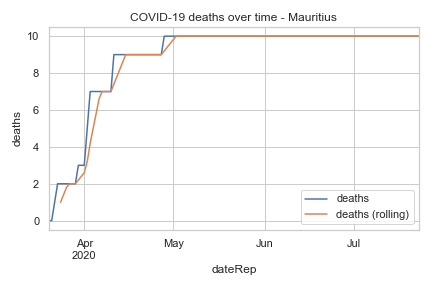 COVID-19 deaths over time - Mauritius
10
8
6
4
2
0
deaths
deaths
deaths (rolling)
Apr
2020
May
Jun
Jul
dateRep